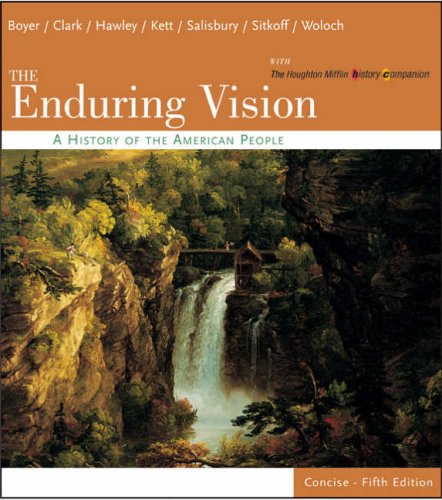 Boyer / Clark / Hawley / Kett / Salisbury / Sitkoff / Woloch
WITH
The Houghton Mifflin history companion
THE
Enduring Vision
A HISTORY OF THE AMERICAN PEOPLE
Concise - Fifth Edition